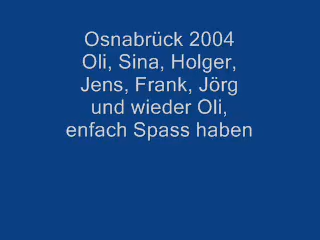 Osnabrück 2004
Oli, Sina, Holger,
Jens, Frank, Jörg
und wieder Oli,
enfach Spass haben